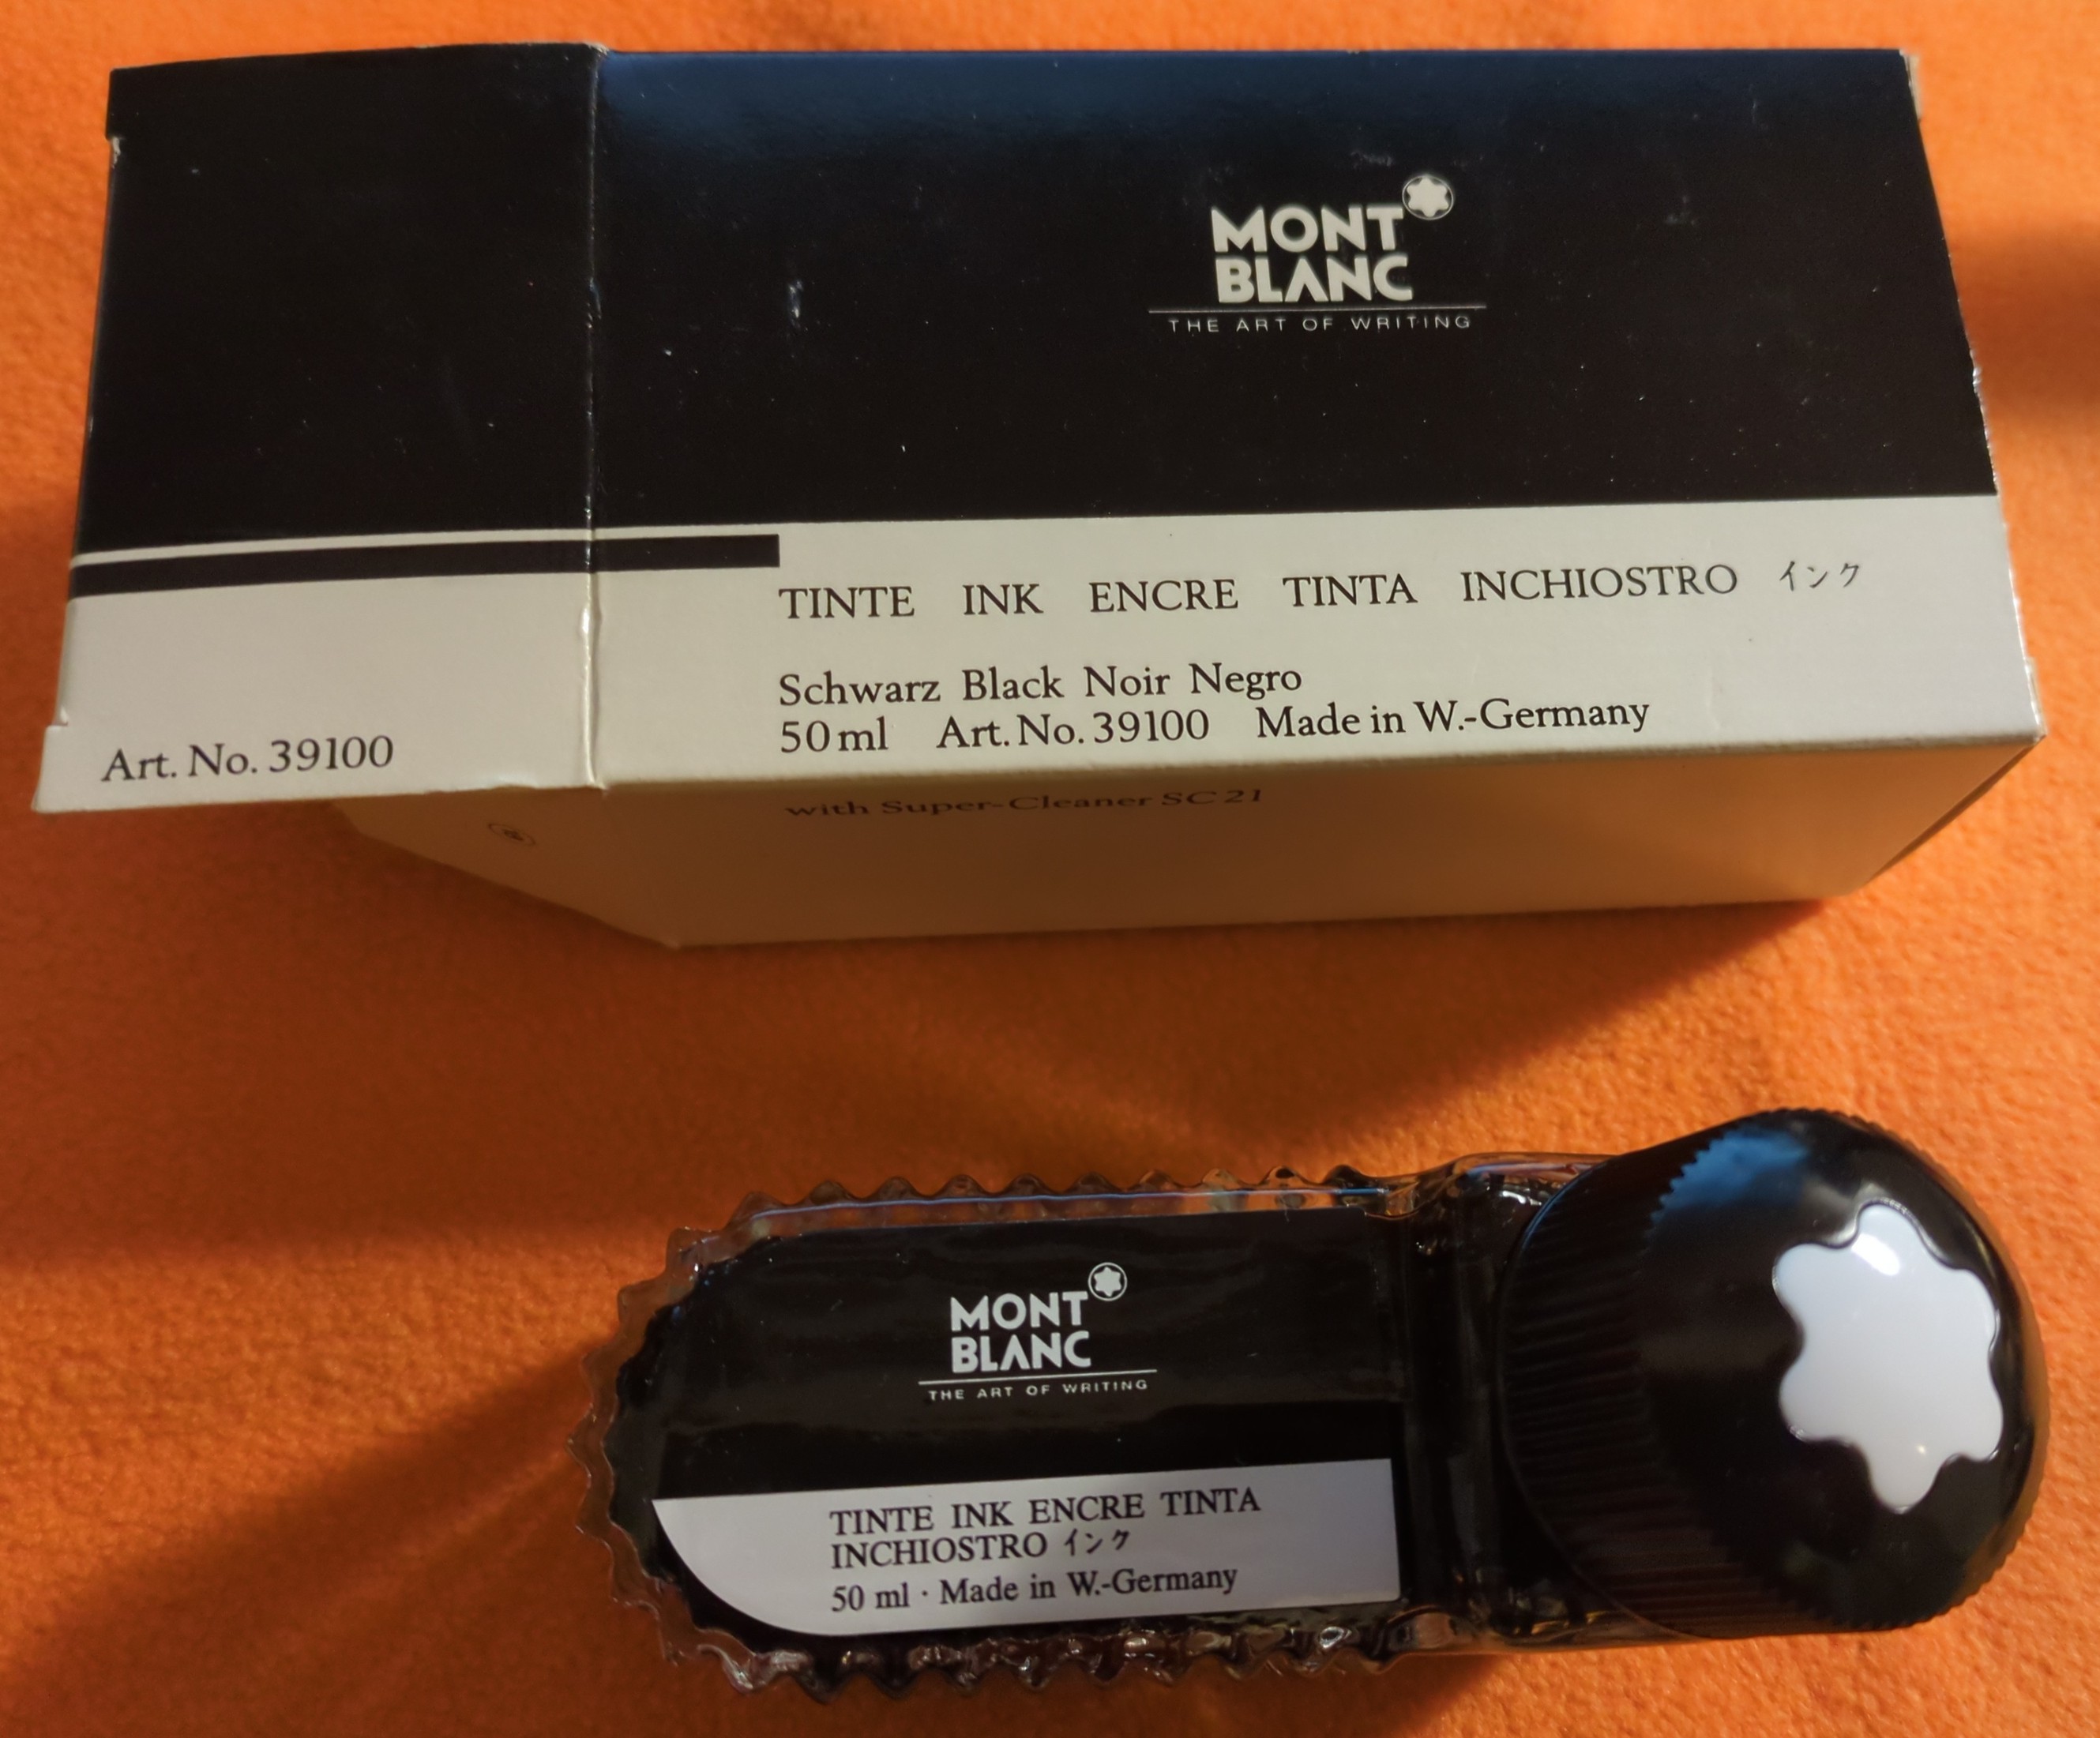 MONT
BLANC
THE ART OF WRITING
TINTE INK ENCRE TINTA INCHIOSTRO インク
Schwarz Black Noir Negro
50 ml Art. No. 39100 Made in W.-Germany
Art. No. 39100
with Super-Cleaner SC 21
MONT
BLANC
THE ART OF WRITING
TINTE INK ENCRE TINTA
INCHIOSTRO インク
50 ml · Made in W.-Germany